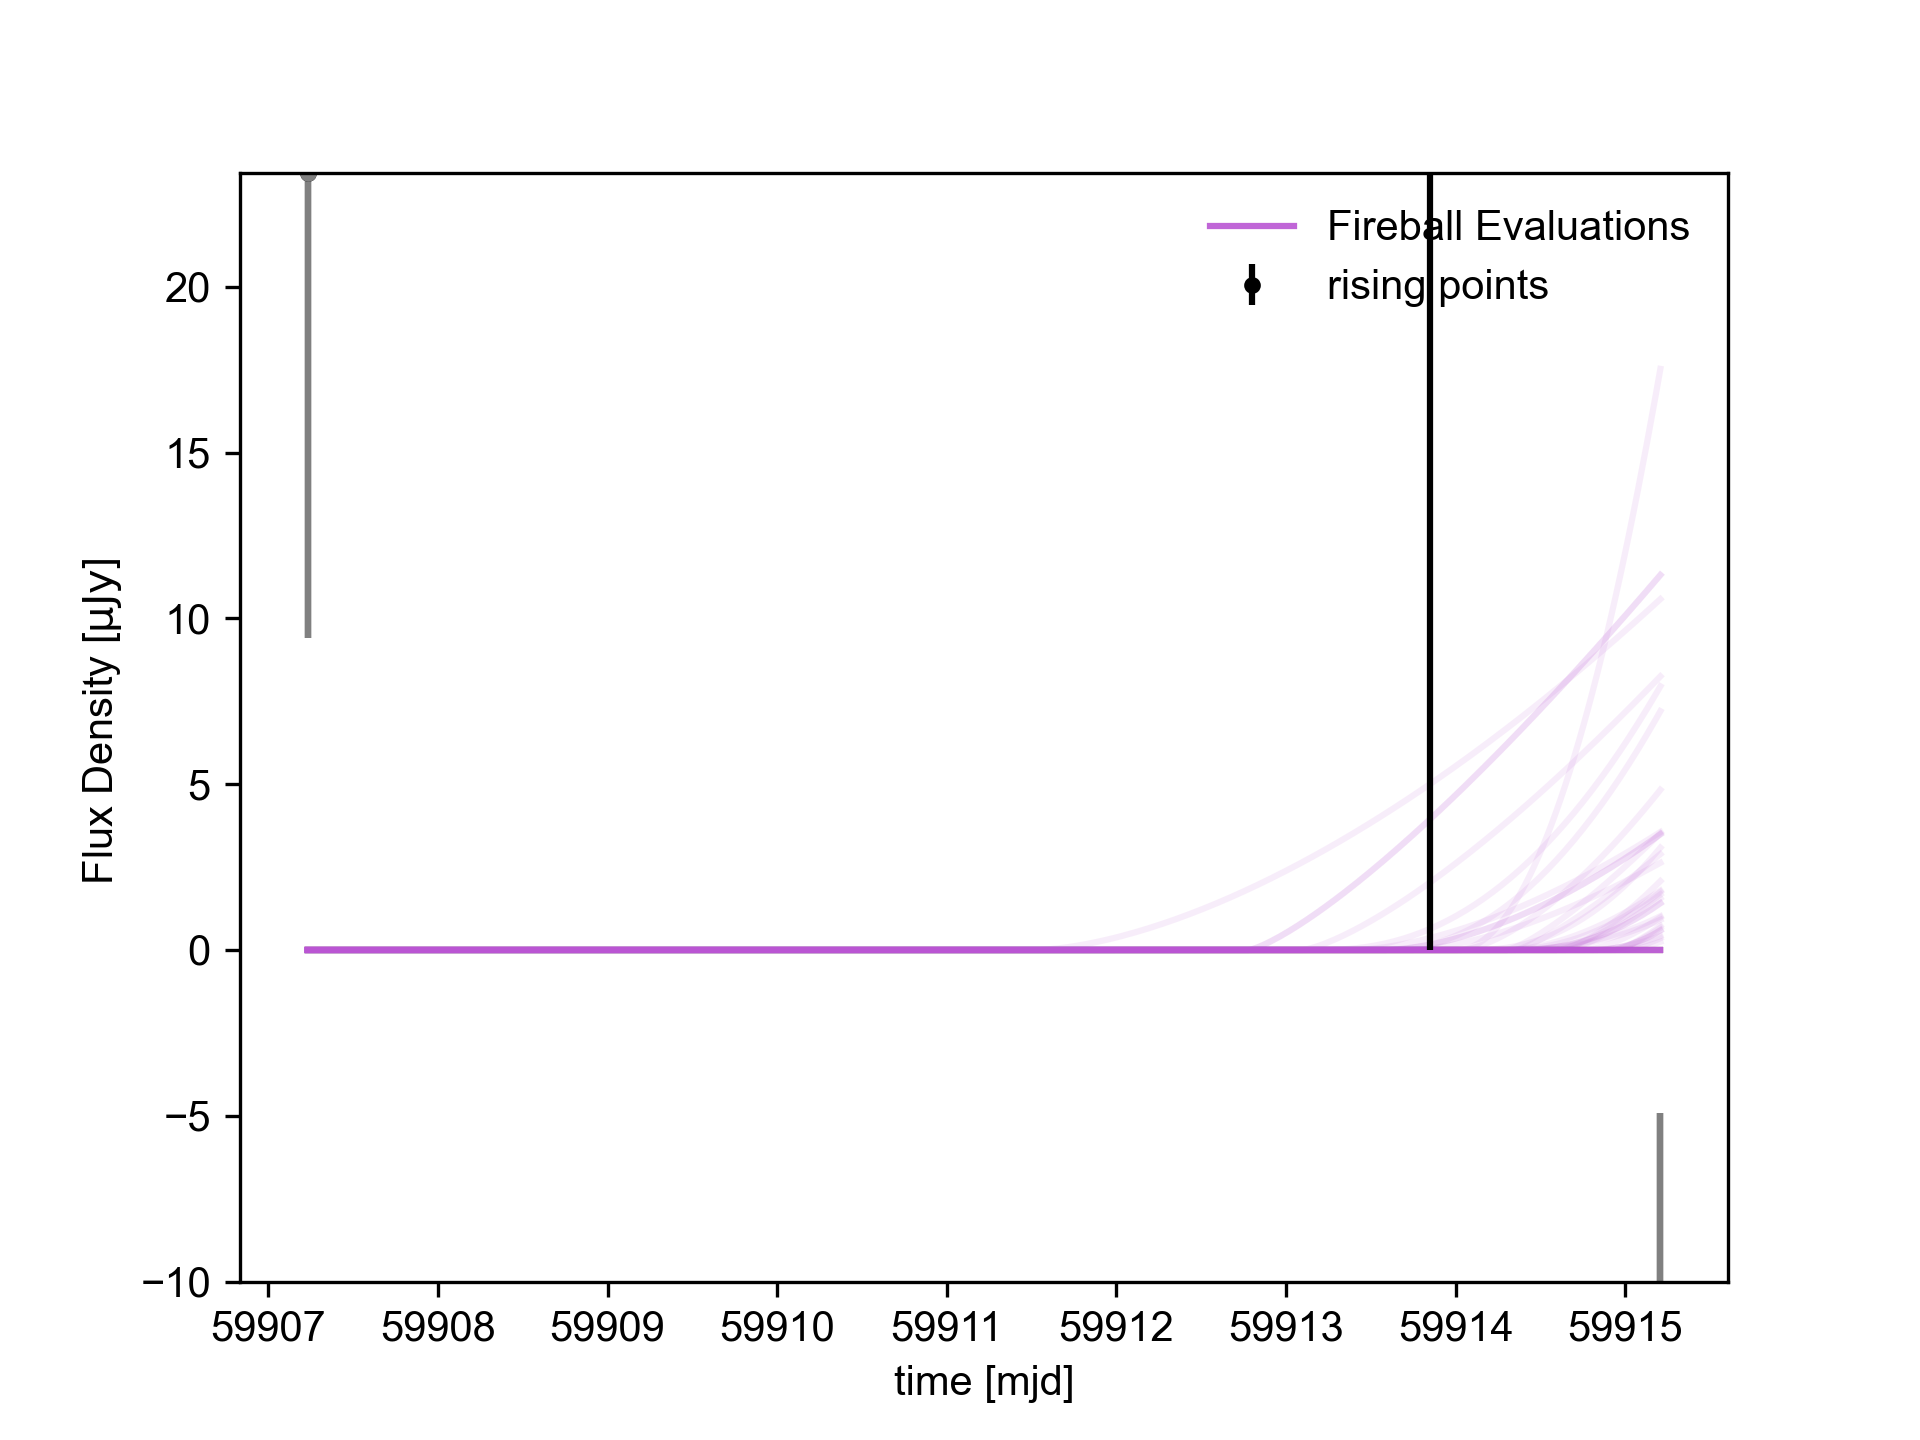 Fireball Evaluations
rising points
20
15
10
5
0
−5
−10
Flux Density [µJy]
59907 59908 59909 59910 59911 59912 59913 59914 59915
time [mjd]